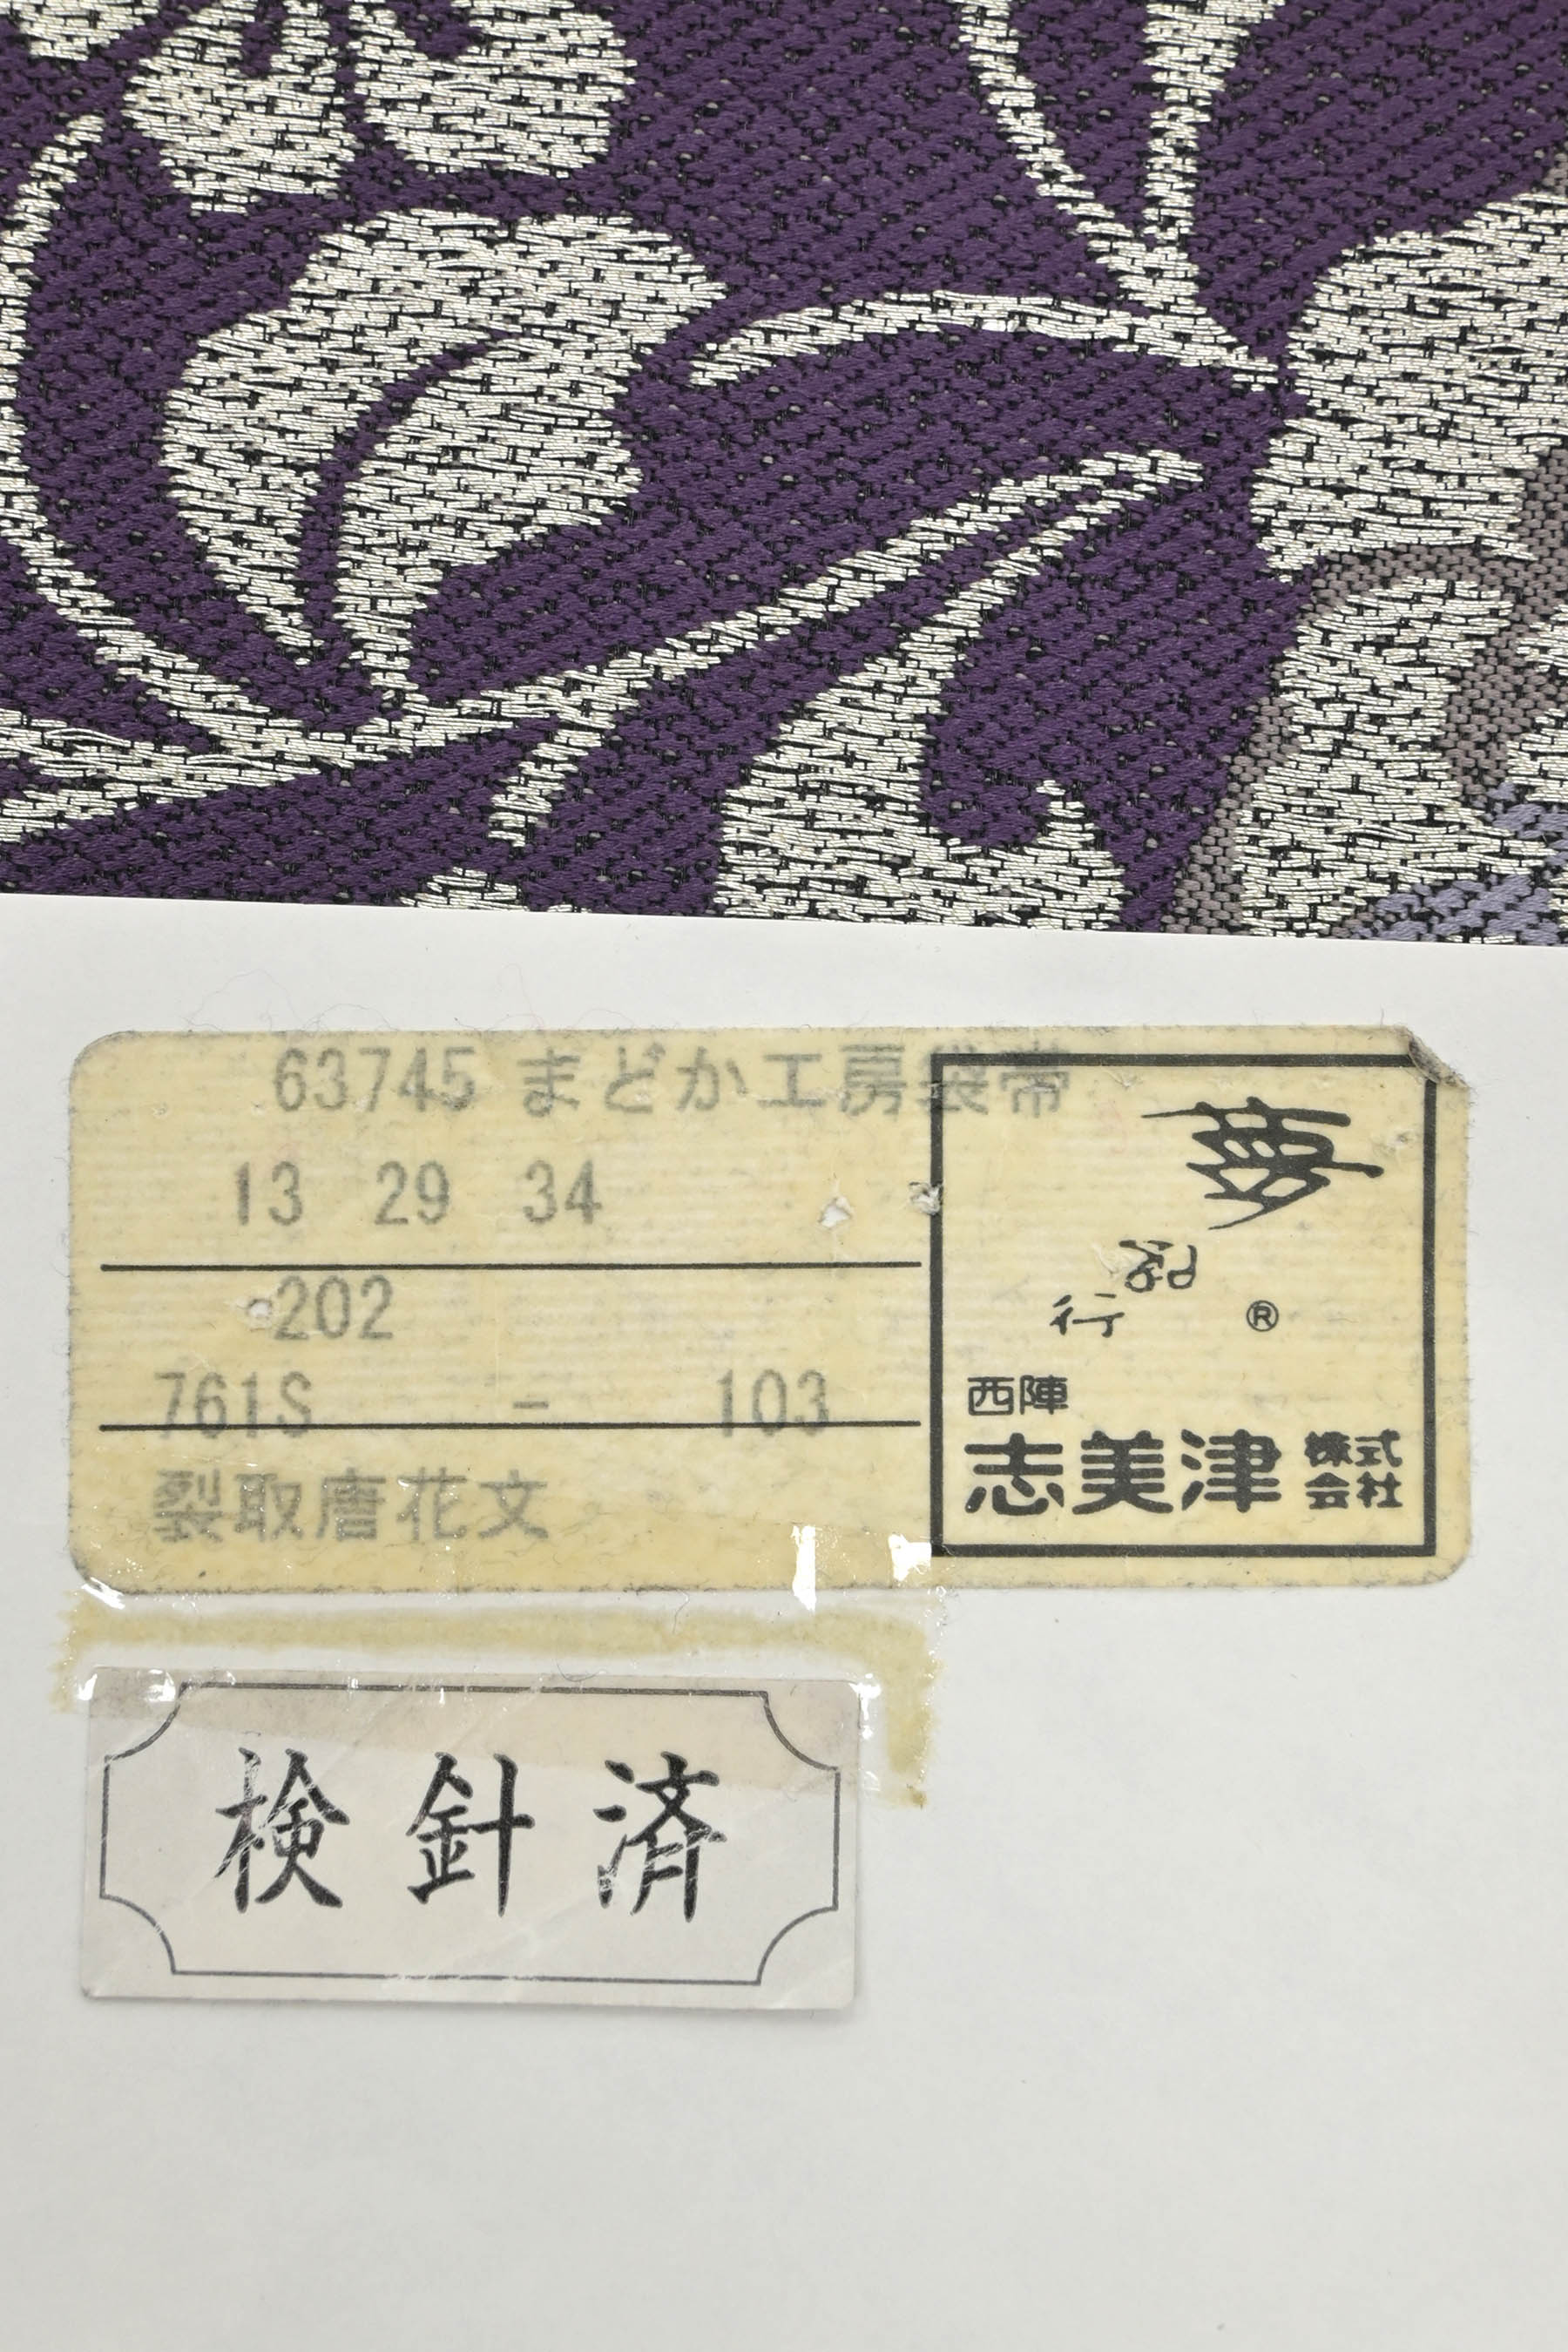 63745 まどか工房袋帯
13 29 34
202
761S - 103
裂取唐花文
夢
行
®
西陣
志美津 株式会社
検針済